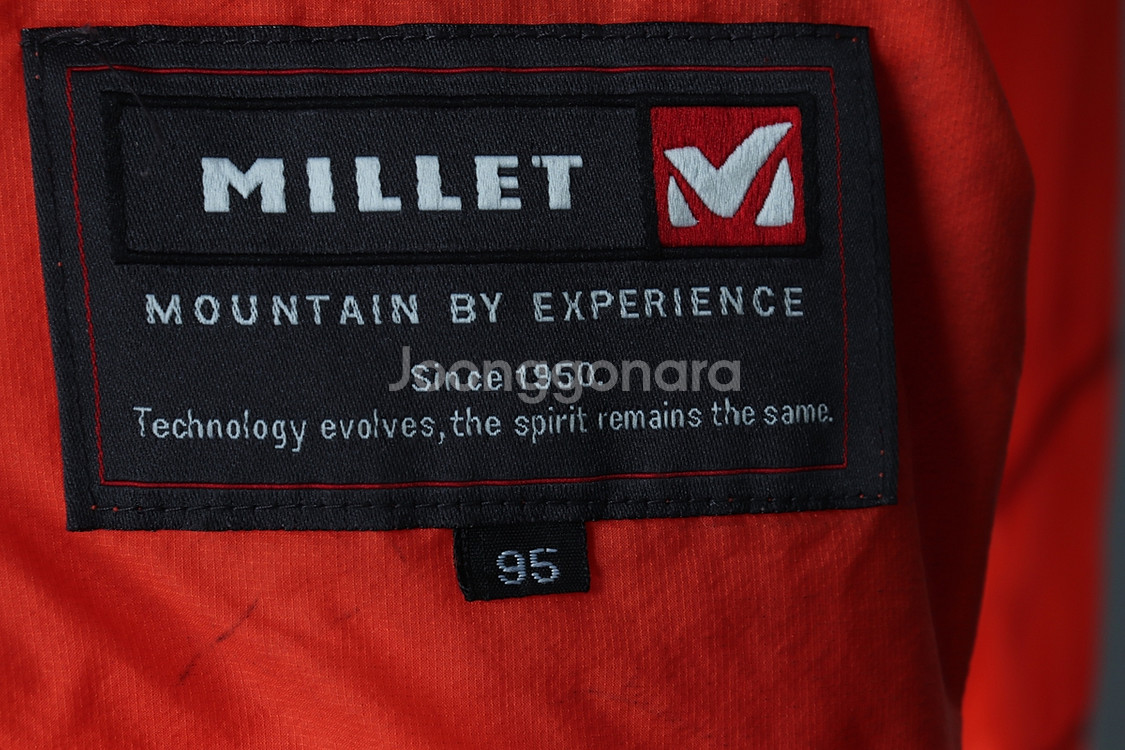 MILLET
MOUNTAIN BY EXPERIENCE
Since 1950.
Joonggonara
Technology evolves, the spirit remains the same.
95